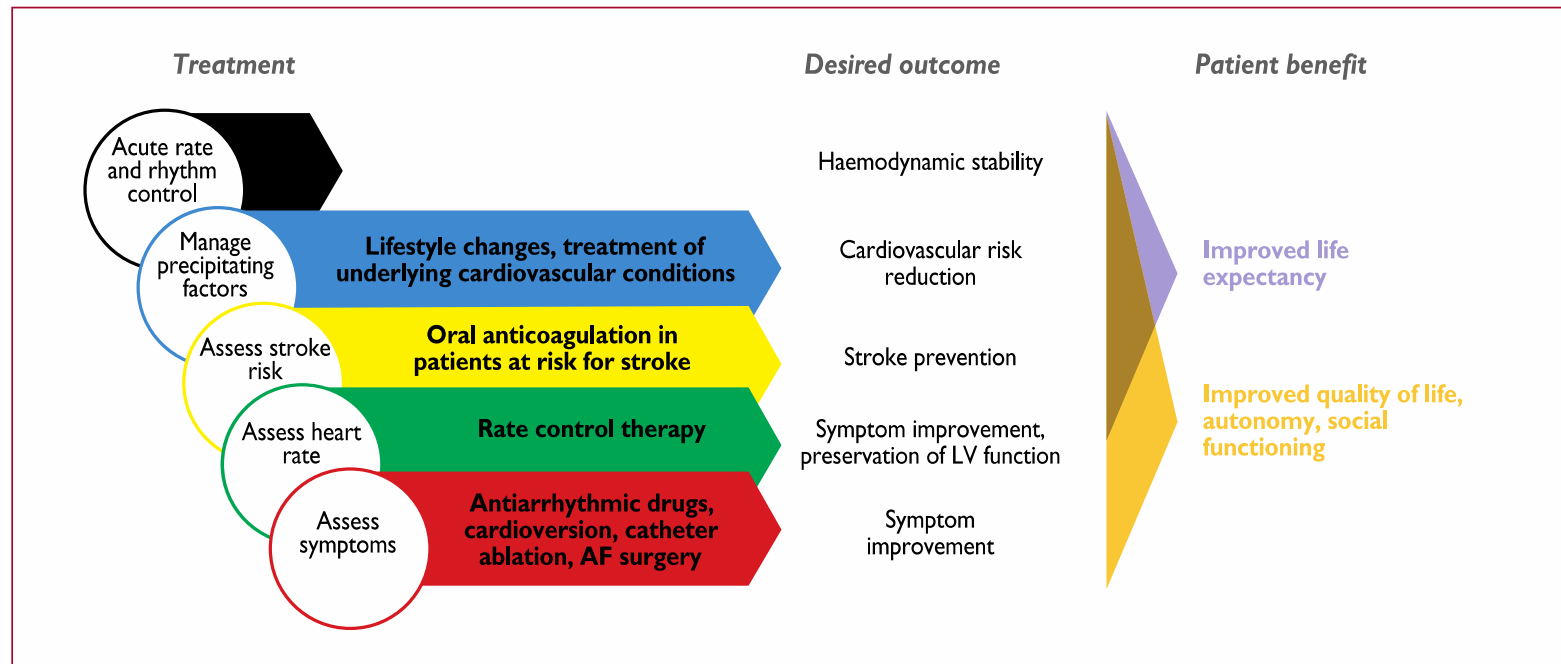 Treatment
Desired outcome
Patient benefit
Acute rate
and rhythm
control
Haemodynamic stability
Manage
precipitating
factors
Lifestyle changes, treatment of
underlying cardiovascular conditions
Cardiovascular risk
reduction
Improved life
expectancy
Assess stroke
risk
Oral anticoagulation in
patients at risk for stroke
Stroke prevention
Assess heart
rate
Rate control therapy
Symptom improvement,
preservation of LV function
Improved quality of life,
autonomy, social
functioning
Assess
symptoms
Antiarrhythmic drugs,
cardioversion, catheter
ablation, AF surgery
Symptom
improvement